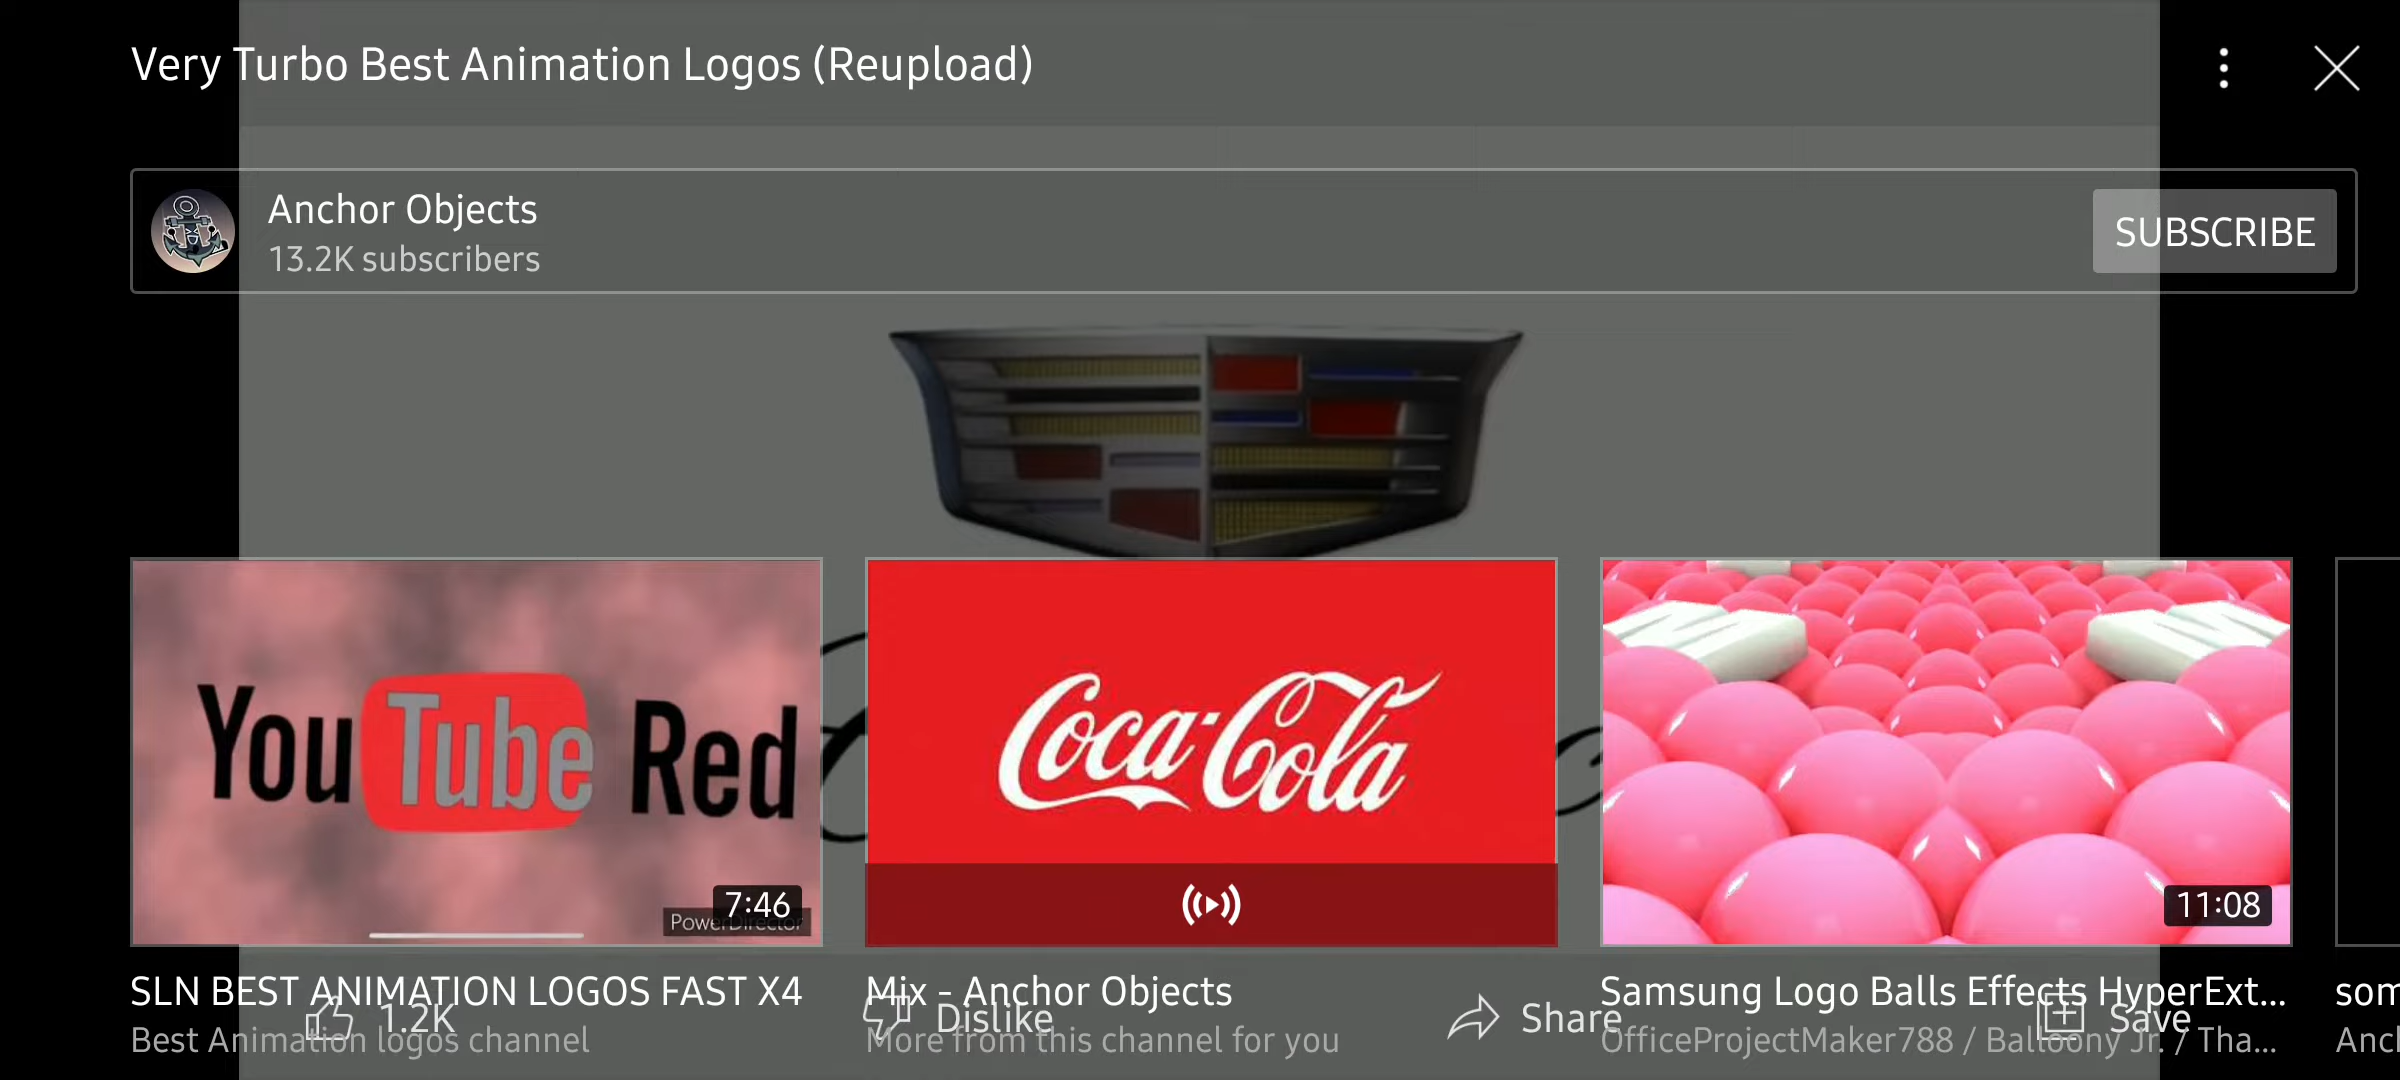 Very Turbo Best Animation Logos (Reupload)
Anchor Objects
13.2K subscribers
SUBSCRIBE
YouTube Red
7:46
PowerDirector
Coca-Cola
11:08
SLN BEST ANIMATION LOGOS FAST X4
Best Animation logos channel
Mix - Anchor Objects
More from this channel for you
Samsung Logo Balls Effects HyperExt...
OfficeProjectMaker788 / Balloony Jr. / Tha...
1.2K
Dislike
Share
Save